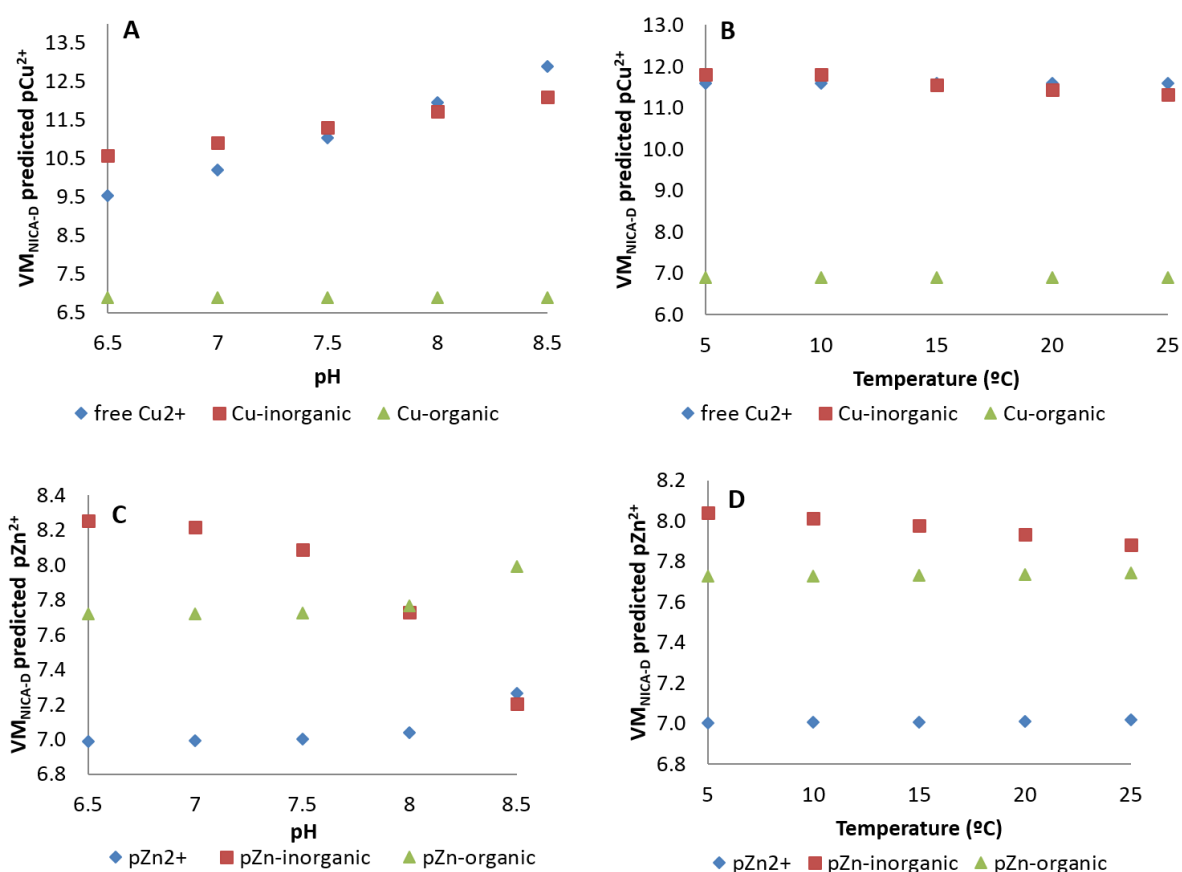 A
VM_NICA-D predicted pCu²⁺
13.5
12.5
11.5
10.5
9.5
8.5
7.5
6.5
6.5 7 7.5 8 8.5
pH
free Cu2+ Cu-inorganic Cu-organic
B
VM_NICA-D predicted pCu²⁺
13.0
12.0
11.0
10.0
9.0
8.0
7.0
6.0
5 10 15 20 25
Temperature (ºC)
free Cu2+ Cu-inorganic Cu-organic
C
VM_NICA-D predicted pZn²⁺
8.4
8.2
8.0
7.8
7.6
7.4
7.2
7.0
6.8
6.5 7 7.5 8 8.5
pH
pZn2+ pZn-inorganic pZn-organic
D
VM_NICA-D predicted pZn²⁺
8.2
8.0
7.8
7.6
7.4
7.2
7.0
6.8
5 10 15 20 25
Temperature (ºC)
pZn2+ pZn-inorganic pZn-organic